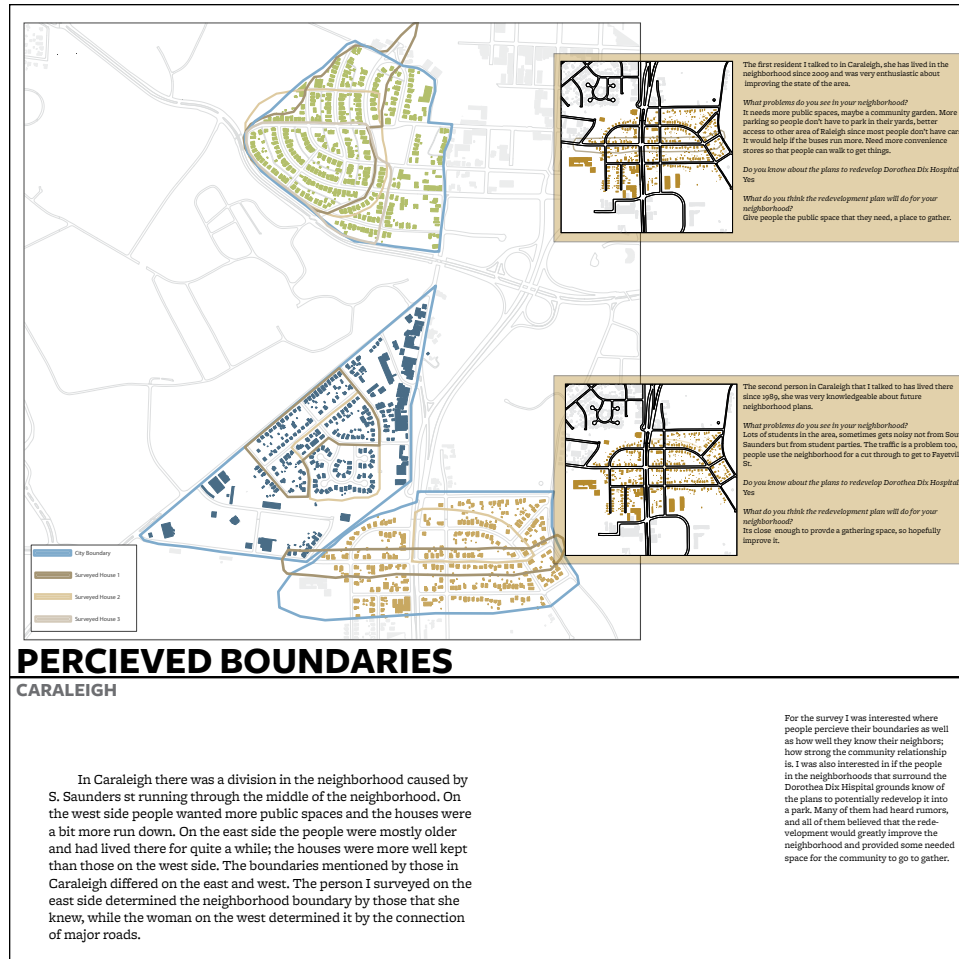 The first resident I talked to in Caraleigh, she has lived in the
neighborhood since 2009 and was very enthusiastic about
improving the state of the area.
What problems do you see in your neighborhood?
It needs more public spaces, maybe a community garden. More
parking so people don't have to park in their yards, better
access to other area of Raleigh since most people don't have car
It would help if the buses run more. Need more convenience
stores so that people can walk to get things.
Do you know about the plans to redevelop Dorothea Dix Hospital
Yes
What do you think the redevelopment plan will do for your
neighborhood?
Give people the public space that they need, a place to gather.
The second person in Caraleigh that I talked to has lived there
since 1989, she was very knowledgeable about future
neighborhood plans.
What problems do you see in your neighborhood?
Lots of students in the area, sometimes gets noisy not from Sou
Saunders but from student parties. The traffic is a problem too,
people use the neighborhood for a cut through to get to Fayetvil
St.
Do you know about the plans to redevelop Dorothea Dix Hospital
Yes
What do you think the redevelopment plan will do for your
neighborhood?
Its close enough to provde a gathering space, so hopefully
improve it.
City Boundary
Surveyed House 1
Surveyed House 2
Surveyed House 3
PERCIEVED BOUNDARIES
CARALEIGH
In Caraleigh there was a division in the neighborhood caused by
S. Saunders st running through the middle of the neighborhood. On
the west side people wanted more public spaces and the houses were
a bit more run down. On the east side the people were mostly older
and had lived there for quite a while; the houses were more well kept
than those on the west side. The boundaries mentioned by those in
Caraleigh differed on the east and west. The person I surveyed on the
east side determined the neighborhood boundary by those that she
knew, while the woman on the west determined it by the connection
of major roads.
For the survey I was interested where
people percieve their boundaries as well
as how well they know their neighbors;
how strong the community relationship
is. I was also interested in if the people
in the neighborhoods that surround the
Dorothea Dix Hispital grounds know of
the plans to potentially redevelop it into
a park. Many of them had heard rumors,
and all of them believed that the rede-
velopment would greatly improve the
neighborhood and provided some needed
space for the community to go to gather.